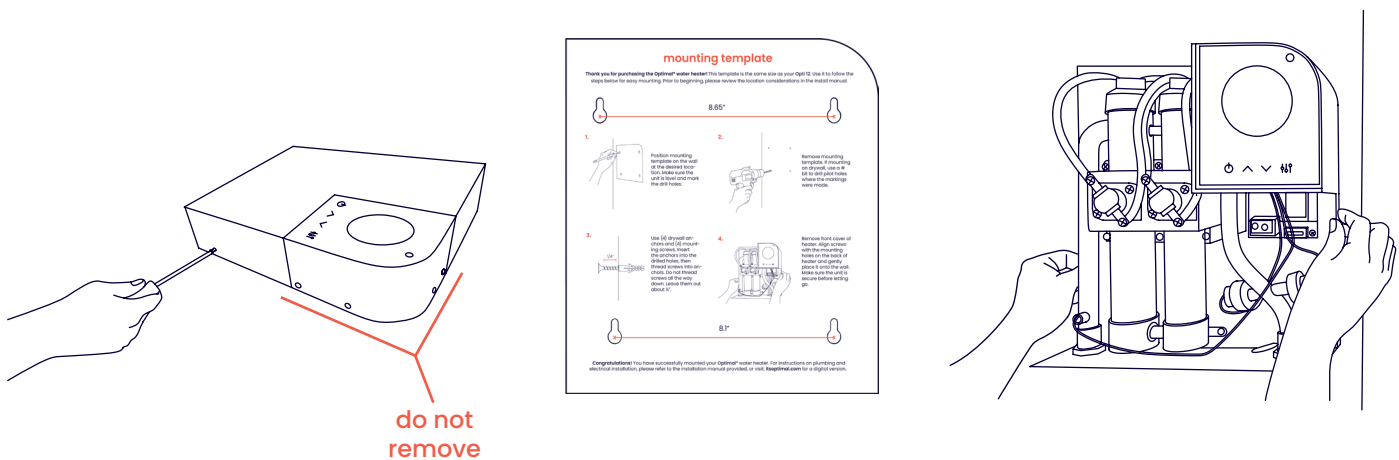 do not
remove
mounting template
Thank you for purchasing the Optimal® water heater! This template is the same size as your Opti 12. Use it to follow the
steps below for easy mounting. Prior to beginning, please review the location considerations in the install manual.
8.65"
1.
Position mounting
template on the wall
at the desired loca-
tion. Make sure the
unit is level and mark
the drill holes.
2.
Remove mounting
template. If mounting
on drywall, use a #
bit to drill pilot holes
where the markings
were made.
3.
1/4"
Use (4) drywall an-
chors and (4) mount-
ing screws. Insert
the anchors into the
drilled holes, then
thread screws into an-
chors. Do not thread
screws all the way
down. Leave them out
about ¼".
4.
Remove front cover of
heater. Align screws
with the mounting
holes on the back of
heater and gently
place it onto the wall.
Make sure the unit is
secure before letting
go.
8.1"
Congratulations! You have successfully mounted your Optimal® water heater. For instructions on plumbing and
electrical installation, please refer to the installation manual provided, or visit: itsoptimal.com for a digital version.